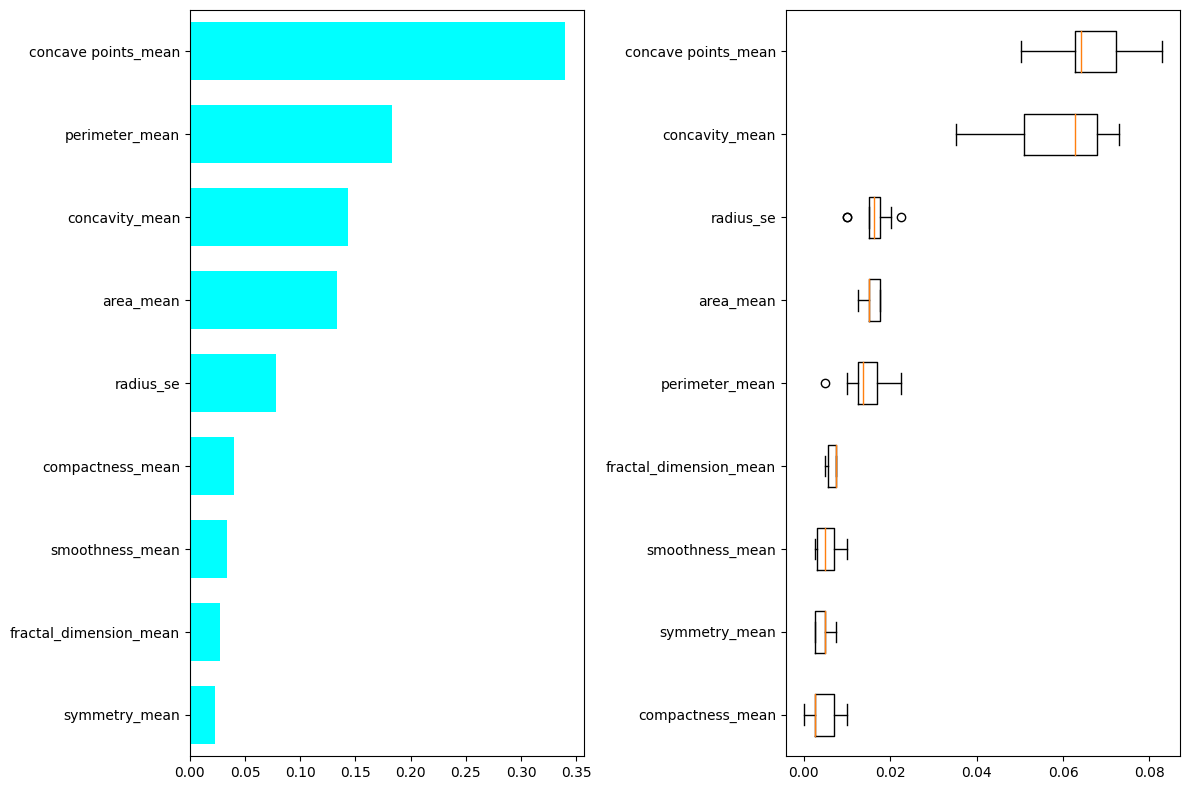 concave points_mean
perimeter_mean
concavity_mean
area_mean
radius_se
compactness_mean
smoothness_mean
fractal_dimension_mean
symmetry_mean
0.00 0.05 0.10 0.15 0.20 0.25 0.30 0.35
concave points_mean
concavity_mean
radius_se
area_mean
perimeter_mean
fractal_dimension_mean
smoothness_mean
symmetry_mean
compactness_mean
0.00 0.02 0.04 0.06 0.08